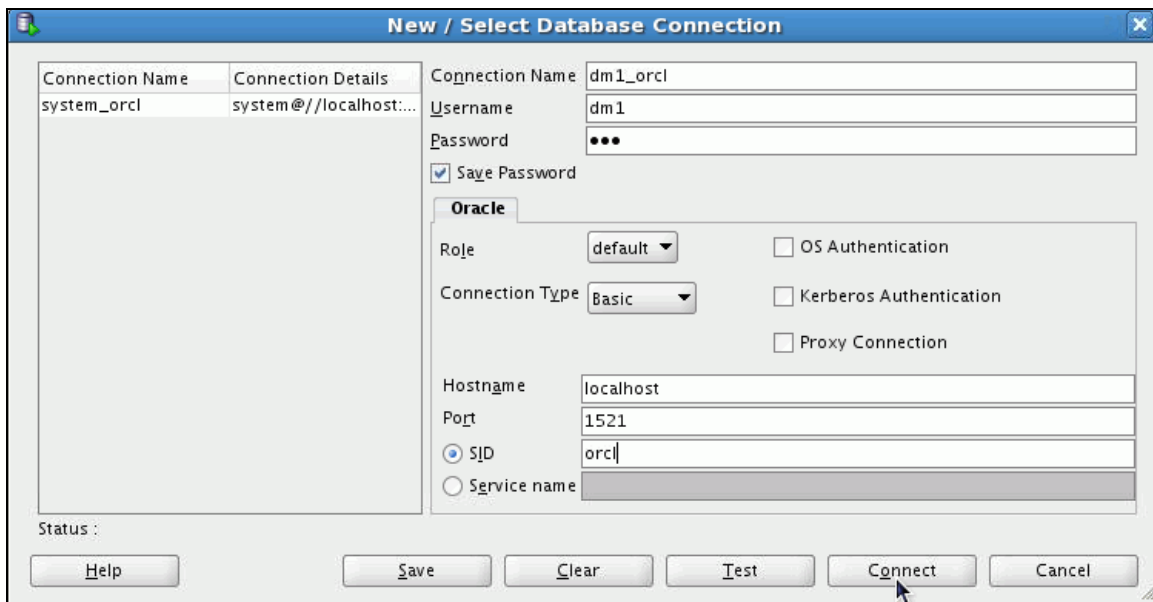 New / Select Database Connection
Connection Name Connection Details
system_orcl system@//localhost:...
Connection Name dm1_orcl
Username dm1
Password •••
Save Password
Oracle
Role default OS Authentication
Connection Type Basic Kerberos Authentication
Proxy Connection
Hostname localhost
Port 1521
SID orcl
Service name
Status :
Help Save Clear Test Connect Cancel